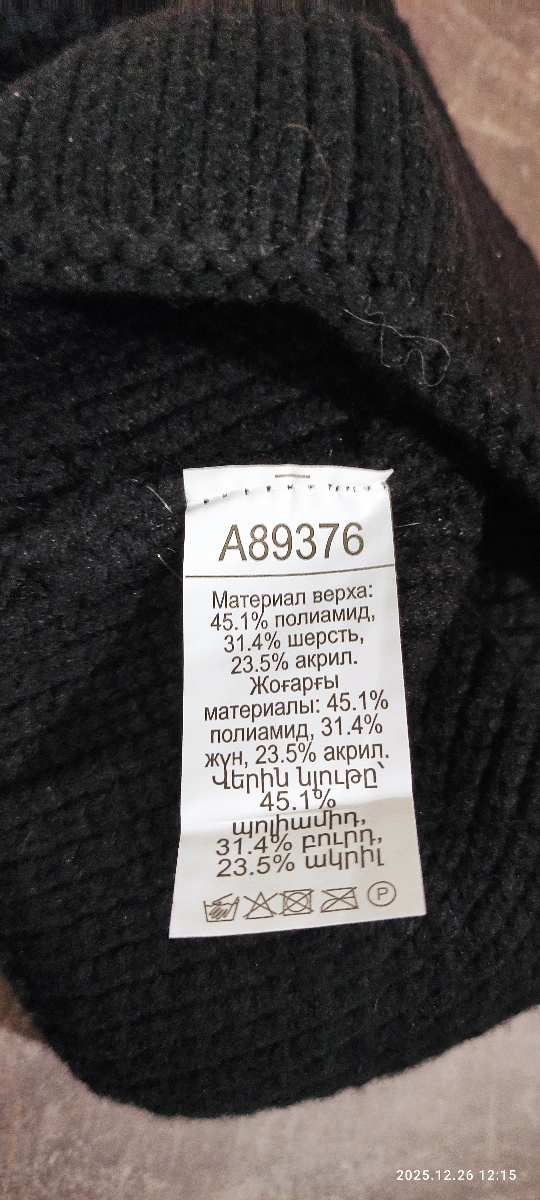 A89376
Материал верха:
45.1% полиамид,
31.4% шерсть,
23.5% акрил.
Жоғарғы
материалы: 45.1%
полиамид, 31.4%
жүн, 23.5% акрил.
Վերին նյութը՝
45.1%
պոլիամիդ,
31.4% բուրդ,
23.5% ակրիլ
P
2025.12.26 12:15